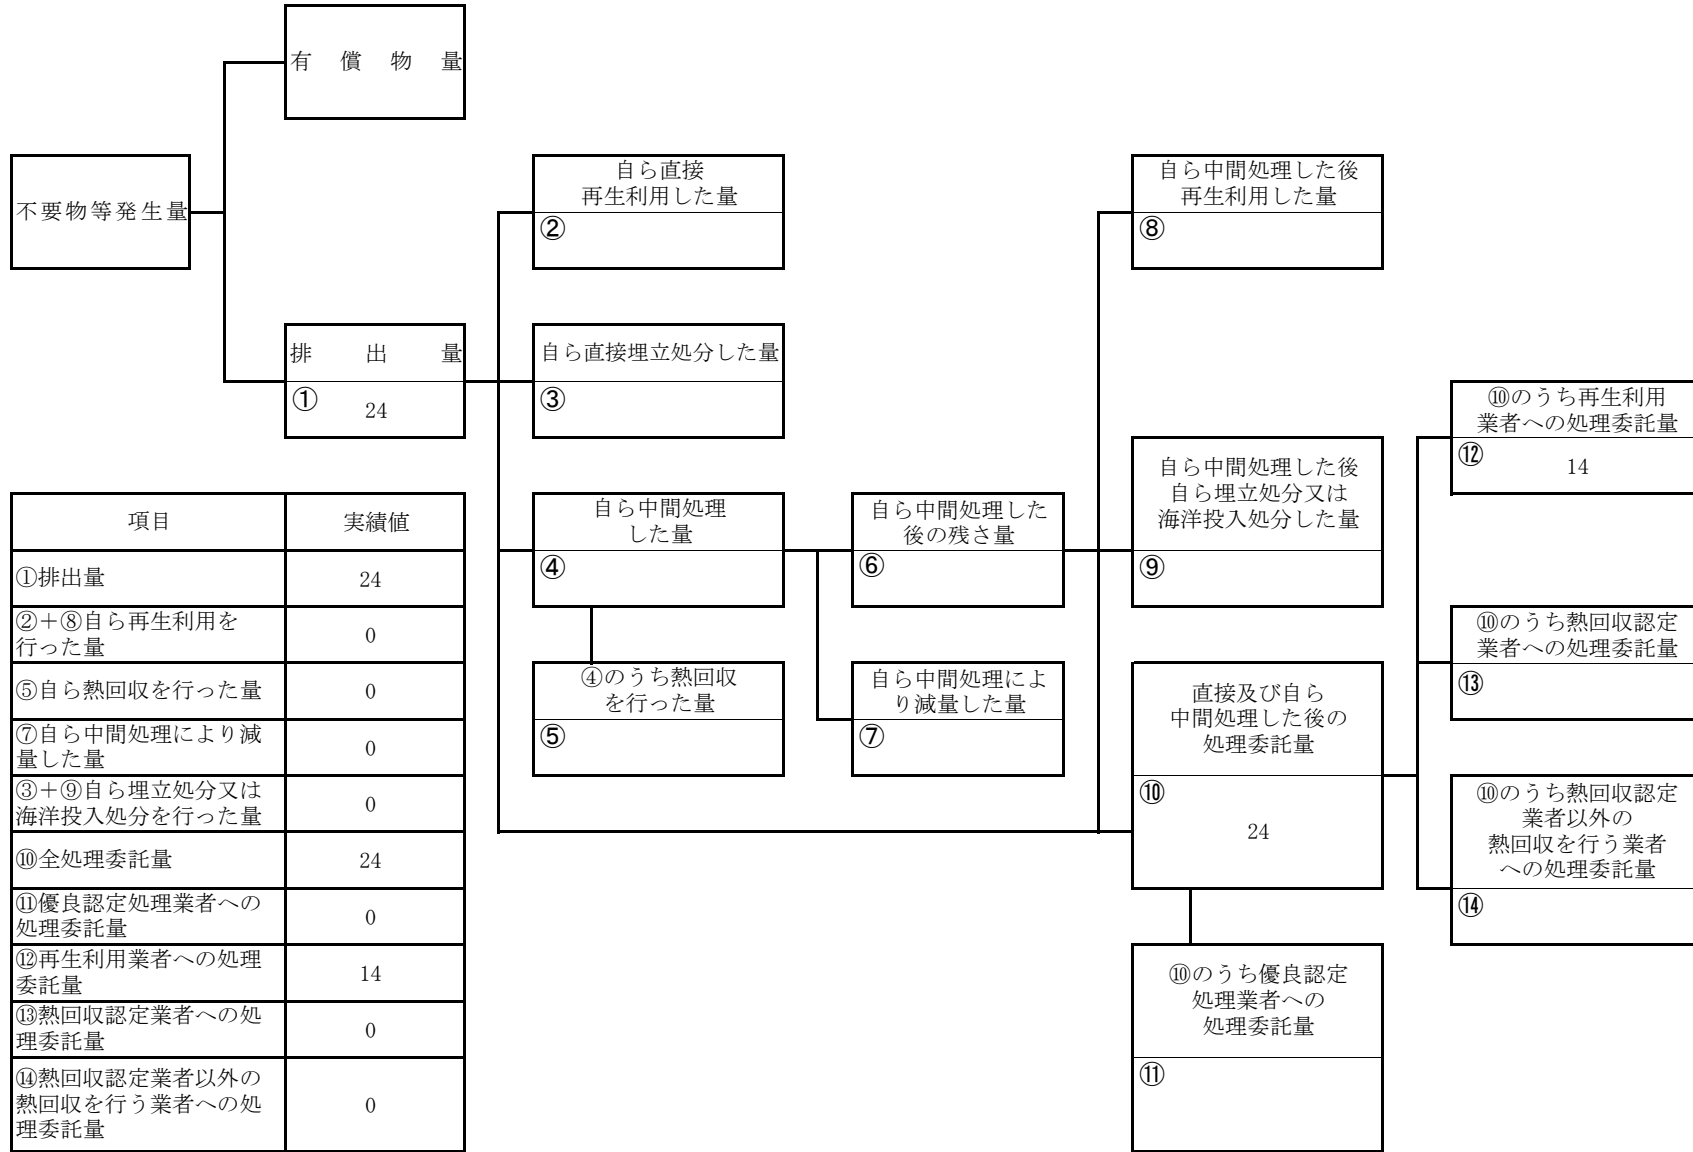 有償物量
不要物等発生量
自ら直接
再生利用した量
②
自ら中間処理した後
再生利用した量
⑧
排出量
① 24
自ら直接埋立処分した量
③
自ら中間処理
した量
④
自ら中間処理した
後の残さ量
⑥
自ら中間処理した後
自ら埋立処分又は
海洋投入処分した量
⑨
⑩のうち再生利用
業者への処理委託量
⑫ 14
④のうち熱回収
を行った量
⑤
自ら中間処理によ
り減量した量
⑦
直接及び自ら
中間処理した後の
処理委託量
⑩
24
⑩のうち熱回収認定
業者への処理委託量
⑬
⑩のうち熱回収認定
業者以外の
熱回収を行う業者
への処理委託量
⑭
⑩のうち優良認定
処理業者への
処理委託量
⑪
項目 実績値
①排出量 24
②+⑧自ら再生利用を
行った量 0
⑤自ら熱回収を行った量 0
⑦自ら中間処理により減
量した量 0
③+⑨自ら埋立処分又は
海洋投入処分を行った量 0
⑩全処理委託量 24
⑪優良認定処理業者への
処理委託量 0
⑫再生利用業者への処理
委託量 14
⑬熱回収認定業者への処
理委託量 0
⑭熱回収認定業者以外の
熱回収を行う業者への処 0
理委託量